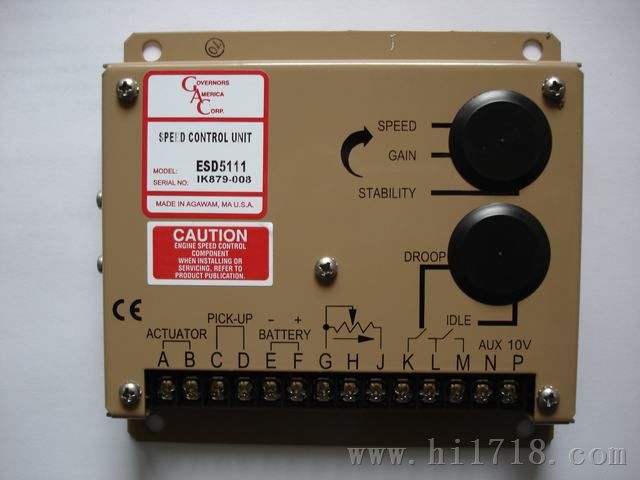 GOVERNORS
AMERICA
CORP.
SPEED CONTROL UNIT
MODEL: ESD5111
SERIAL NO: IK879-008
MADE IN AGAWAM, MA U.S.A.
CAUTION
ENGINE SPEED CONTROL
COMPONENT
WHEN INSTALLING OR
SERVICING, REFER TO
PRODUCT PUBLICATION.
SPEED
GAIN
STABILITY
DROOP
IDLE
CE
PICK-UP
ACTUATOR
- +
BATTERY
AUX 10V
A B C D E F G H J K L M N P
www.hi1718.com